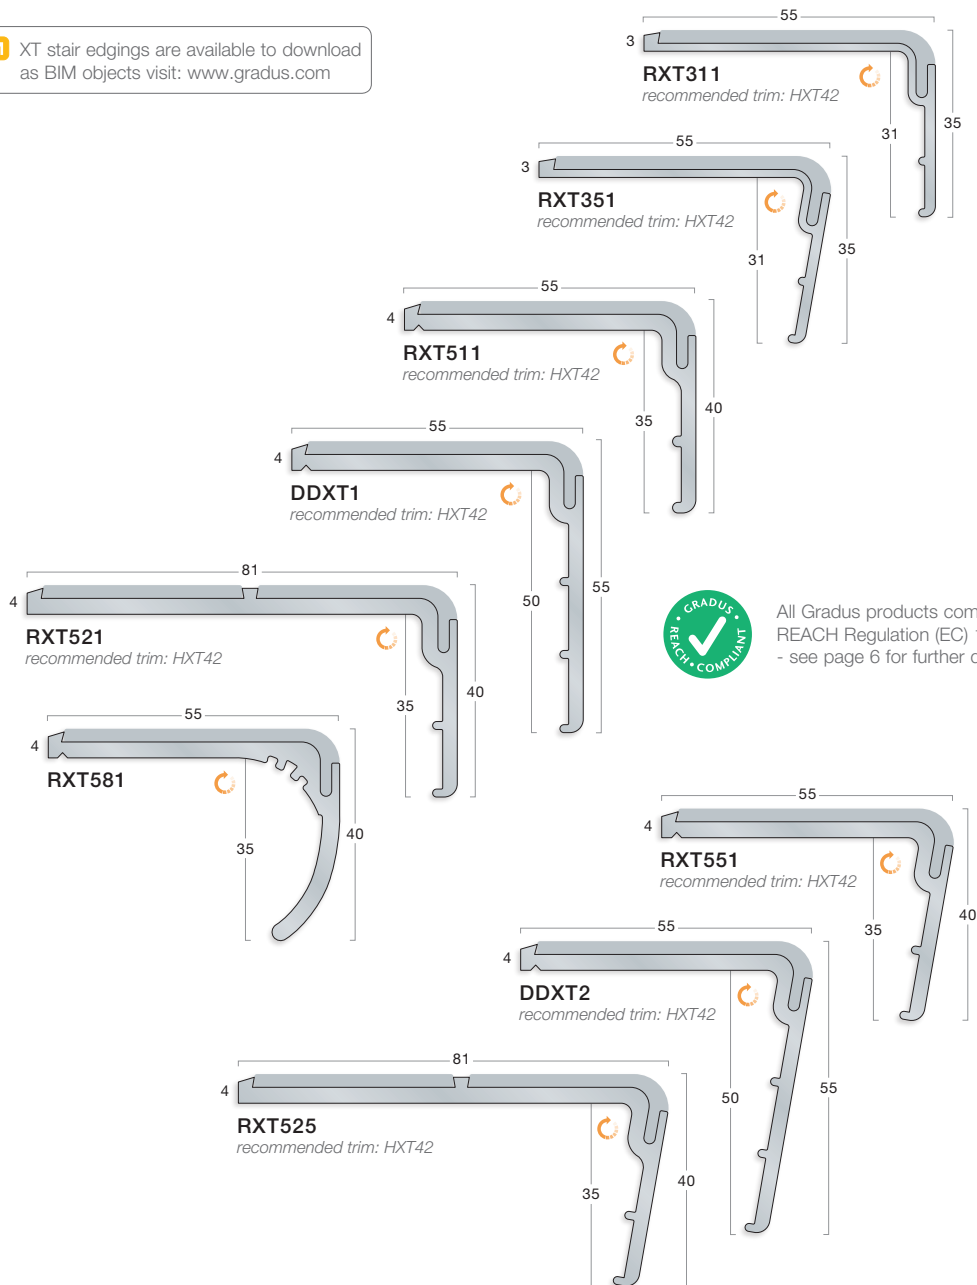 XT stair edgings are available to download
as BIM objects visit: www.gradus.com
55
3
RXT311
recommended trim: HXT42
31
35
55
3
RXT351
recommended trim: HXT42
31
35
55
4
RXT511
recommended trim: HXT42
35
40
55
4
DDXT1
recommended trim: HXT42
50
55
81
4
RXT521
recommended trim: HXT42
35
40
GRADUS
REACH • COMPLIANT
All Gradus products com
REACH Regulation (EC)
- see page 6 for further
55
4
RXT581
35
40
55
4
RXT551
recommended trim: HXT42
35
40
55
4
DDXT2
recommended trim: HXT42
50
55
81
4
RXT525
recommended trim: HXT42
35
40